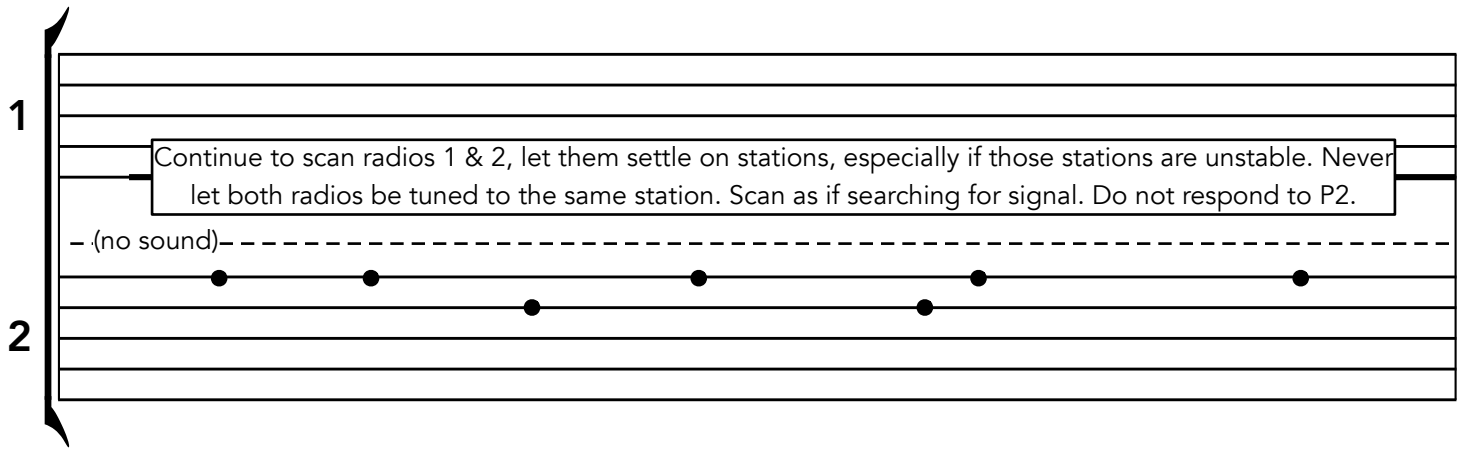 1
Continue to scan radios 1 & 2, let them settle on stations, especially if those stations are unstable. Never
let both radios be tuned to the same station. Scan as if searching for signal. Do not respond to P2.
(no sound)
2